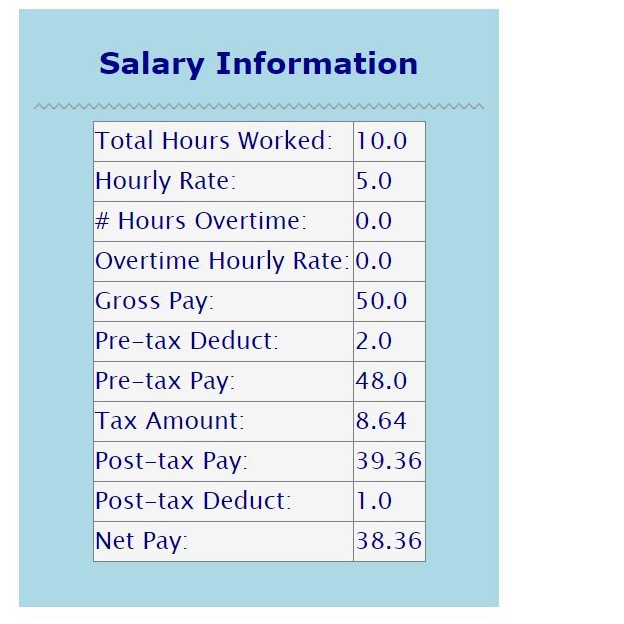 Salary Information
Total Hours Worked: 10.0
Hourly Rate: 5.0
# Hours Overtime: 0.0
Overtime Hourly Rate: 0.0
Gross Pay: 50.0
Pre-tax Deduct: 2.0
Pre-tax Pay: 48.0
Tax Amount: 8.64
Post-tax Pay: 39.36
Post-tax Deduct: 1.0
Net Pay: 38.36